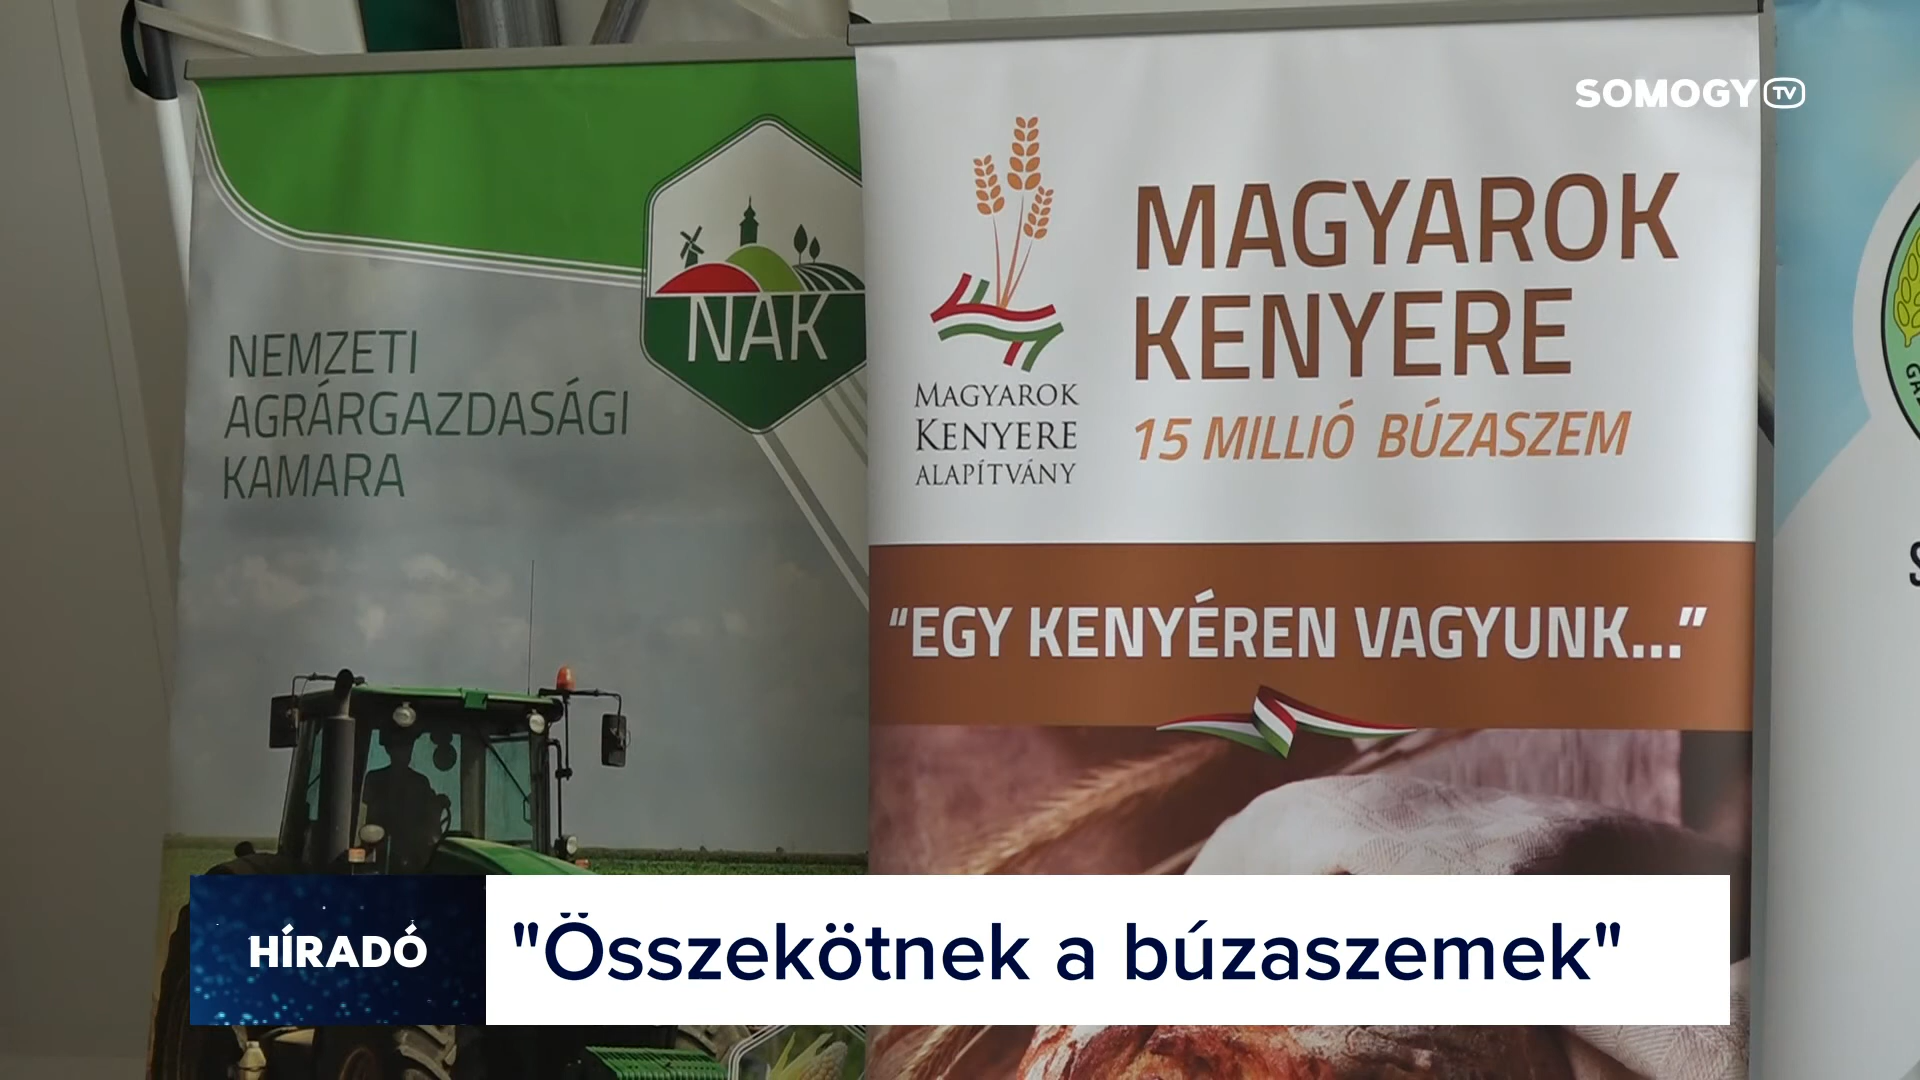 SOMOGY TV
NAK
NEMZETI
AGRÁRGAZDASÁGI
KAMARA
MAGYAROK
KENYERE
ALAPÍTVÁNY
MAGYAROK
KENYERE
15 MILLIÓ BÚZASZEM
“EGY KENYÉREN VAGYUNK...”
HÍRADÓ
"Összekötnek a búzaszemek"